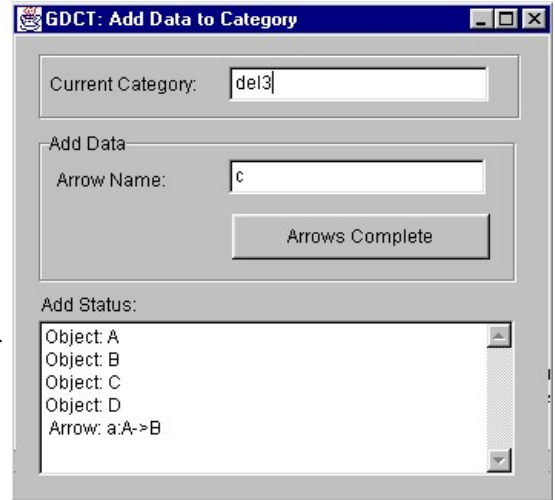 GDCT: Add Data to Category
Current Category: del3
Add Data
Arrow Name: c
Arrows Complete
Add Status:
Object: A
Object: B
Object: C
Object: D
Arrow: a:A->B